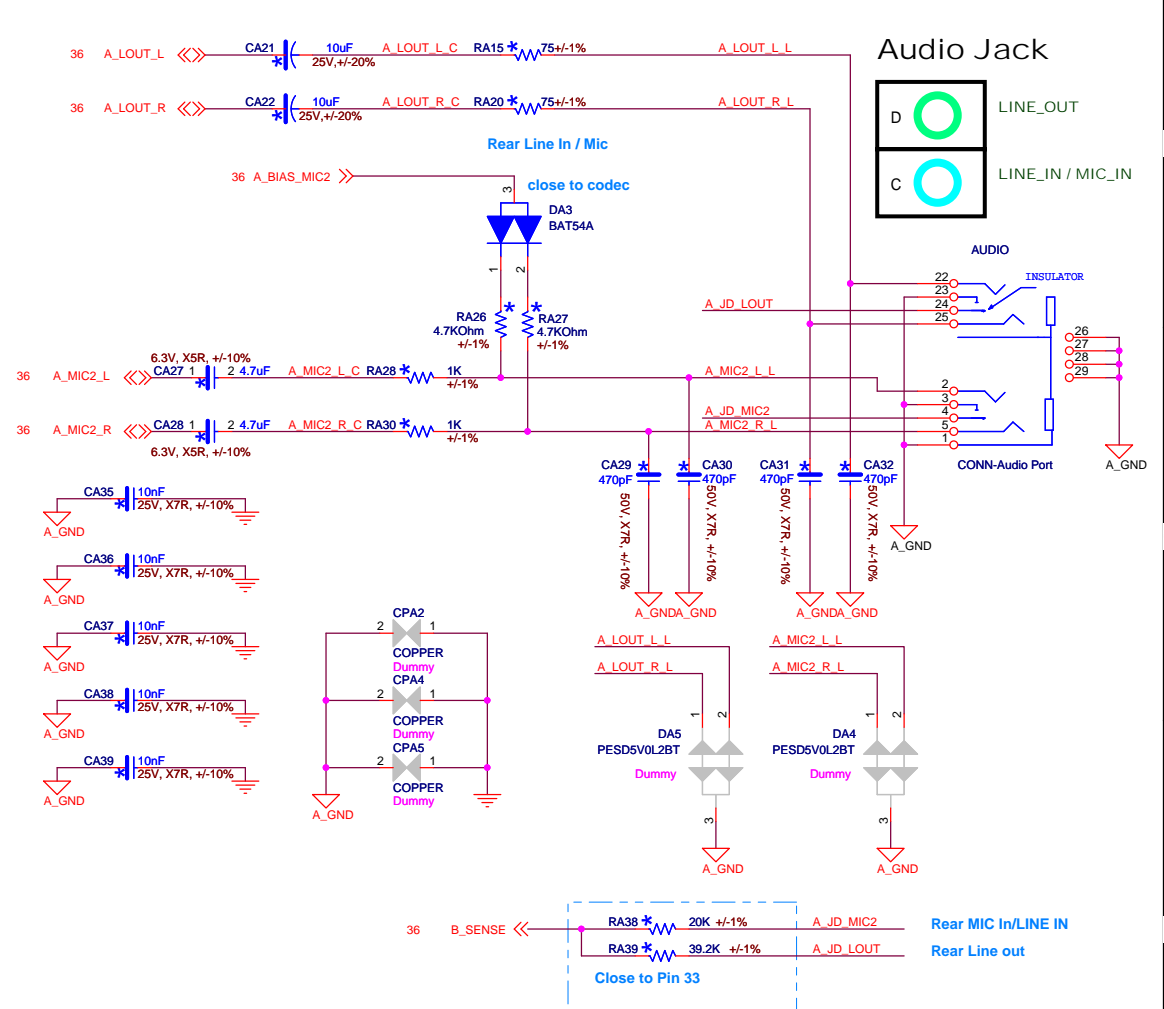 36 A_LOUT_L CA21 10uF A_LOUT_L_C RA15 * 75+/-1% A_LOUT_L_L
* 25V,+/-20%
Audio Jack
36 A_LOUT_R CA22 10uF A_LOUT_R_C RA20 * 75+/-1% A_LOUT_R_L
* 25V,+/-20%
D LINE_OUT
C LINE_IN / MIC_IN
Rear Line In / Mic
36 A_BIAS_MIC2
close to codec
3
DA3
BAT54A
1 2
AUDIO
INSULATOR
22
23
24
25
A_JD_LOUT
26
27
28
29
RA26 *
4.7KOhm
+/-1%
RA27 *
4.7KOhm
+/-1%
6.3V, X5R, +/-10%
36 A_MIC2_L CA27 1 * 2 4.7uF A_MIC2_L_C RA28 * 1K A_MIC2_L_L
+/-1%
2
3
4
5
1
A_JD_MIC2
36 A_MIC2_R CA28 1 * 2 4.7uF A_MIC2_R_C RA30 * 1K A_MIC2_R_L
+/-1%
6.3V, X5R, +/-10%
CONN-Audio Port
A_GND
CA29 *
470pF
50V, X7R, +/-10%
A_GND
* CA30
470pF
50V, X7R, +/-10%
A_GND
CA31 *
470pF
50V, X7R, +/-10%
A_GND
* CA32
470pF
50V, X7R, +/-10%
A_GND
A_GND
CA35 10nF
* 25V, X7R, +/-10%
A_GND
CA36 10nF
* 25V, X7R, +/-10%
A_GND
CA37 10nF
* 25V, X7R, +/-10%
A_GND
CA38 10nF
* 25V, X7R, +/-10%
A_GND
CA39 10nF
* 25V, X7R, +/-10%
A_GND
CPA2
2 1
COPPER
Dummy
CPA4
2 1
COPPER
Dummy
CPA5
2 1
COPPER
Dummy
A_GND
A_LOUT_L_L
A_LOUT_R_L
1 2
DA5
PESD5V0L2BT
Dummy
3
A_GND
A_MIC2_L_L
A_MIC2_R_L
1 2
DA4
PESD5V0L2BT
Dummy
3
A_GND
36 B_SENSE RA38 * 20K +/-1% A_JD_MIC2 Rear MIC In/LINE IN
RA39 * 39.2K +/-1% A_JD_LOUT Rear Line out
Close to Pin 33